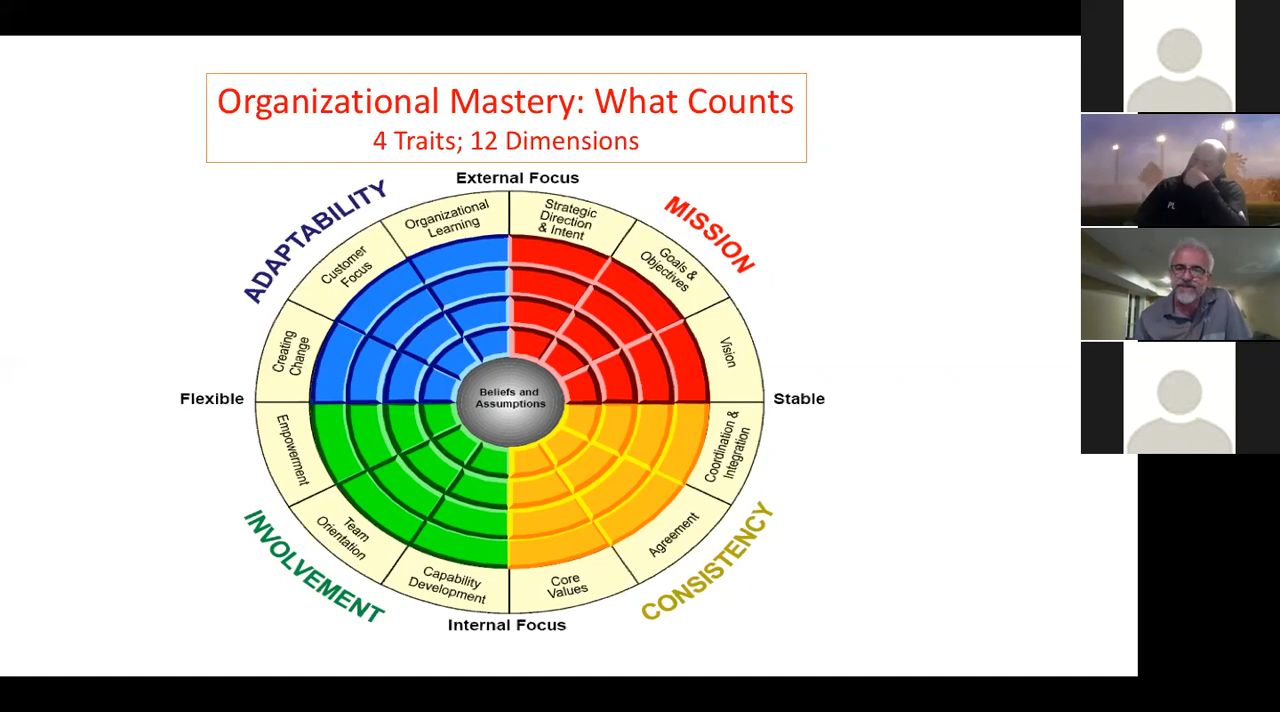 Organizational Mastery: What Counts
4 Traits; 12 Dimensions
External Focus
ADAPTABILITY
MISSION
Organizational
Learning
Strategic
Direction
& Intent
Customer
Focus
Goals &
Objectives
Creating
Change
Vision
Flexible
Beliefs and
Assumptions
Stable
Empowerment
Coordination &
Integration
Team
Orientation
Agreement
Capability
Development
Core
Values
INVOLVEMENT
CONSISTENCY
Internal Focus
PL